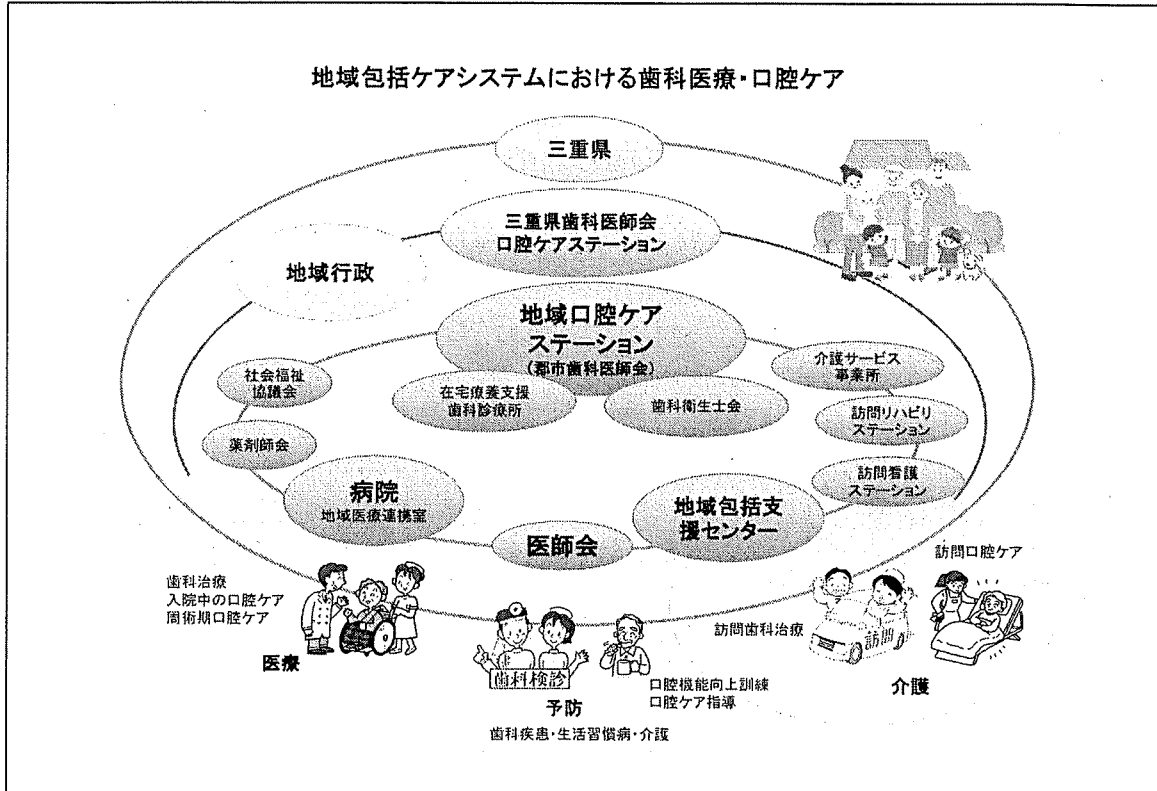 地域包括ケアシステムにおける歯科医療・口腔ケア
三重県
三重県歯科医師会
口腔ケアステーション
地域行政
地域口腔ケア
ステーション
(郡市歯科医師会)
社会福祉
協議会
在宅療養支援
歯科診療所
歯科衛生士会
介護サービス
事業所
訪問リハビリ
ステーション
薬剤師会
訪問看護
ステーション
病院
地域医療連携室
地域包括支
援センター
医師会
歯科治療
入院中の口腔ケア
周術期口腔ケア
医療
歯科検診
予防
歯科疾患・生活習慣病・介護
口腔機能向上訓練
口腔ケア指導
訪問歯科治療
訪問
訪問口腔ケア
介護